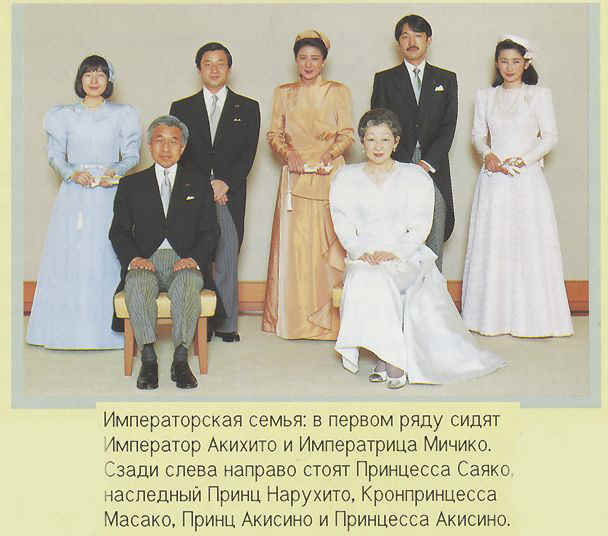 Императорская семья: в первом ряду сидят
Император Акихито и Императрица Мичико.
Сзади слева направо стоят Принцесса Саяко,
наследный Принц Нарухито, Кронпринцесса
Масако, Принц Акисино и Принцесса Акисино.